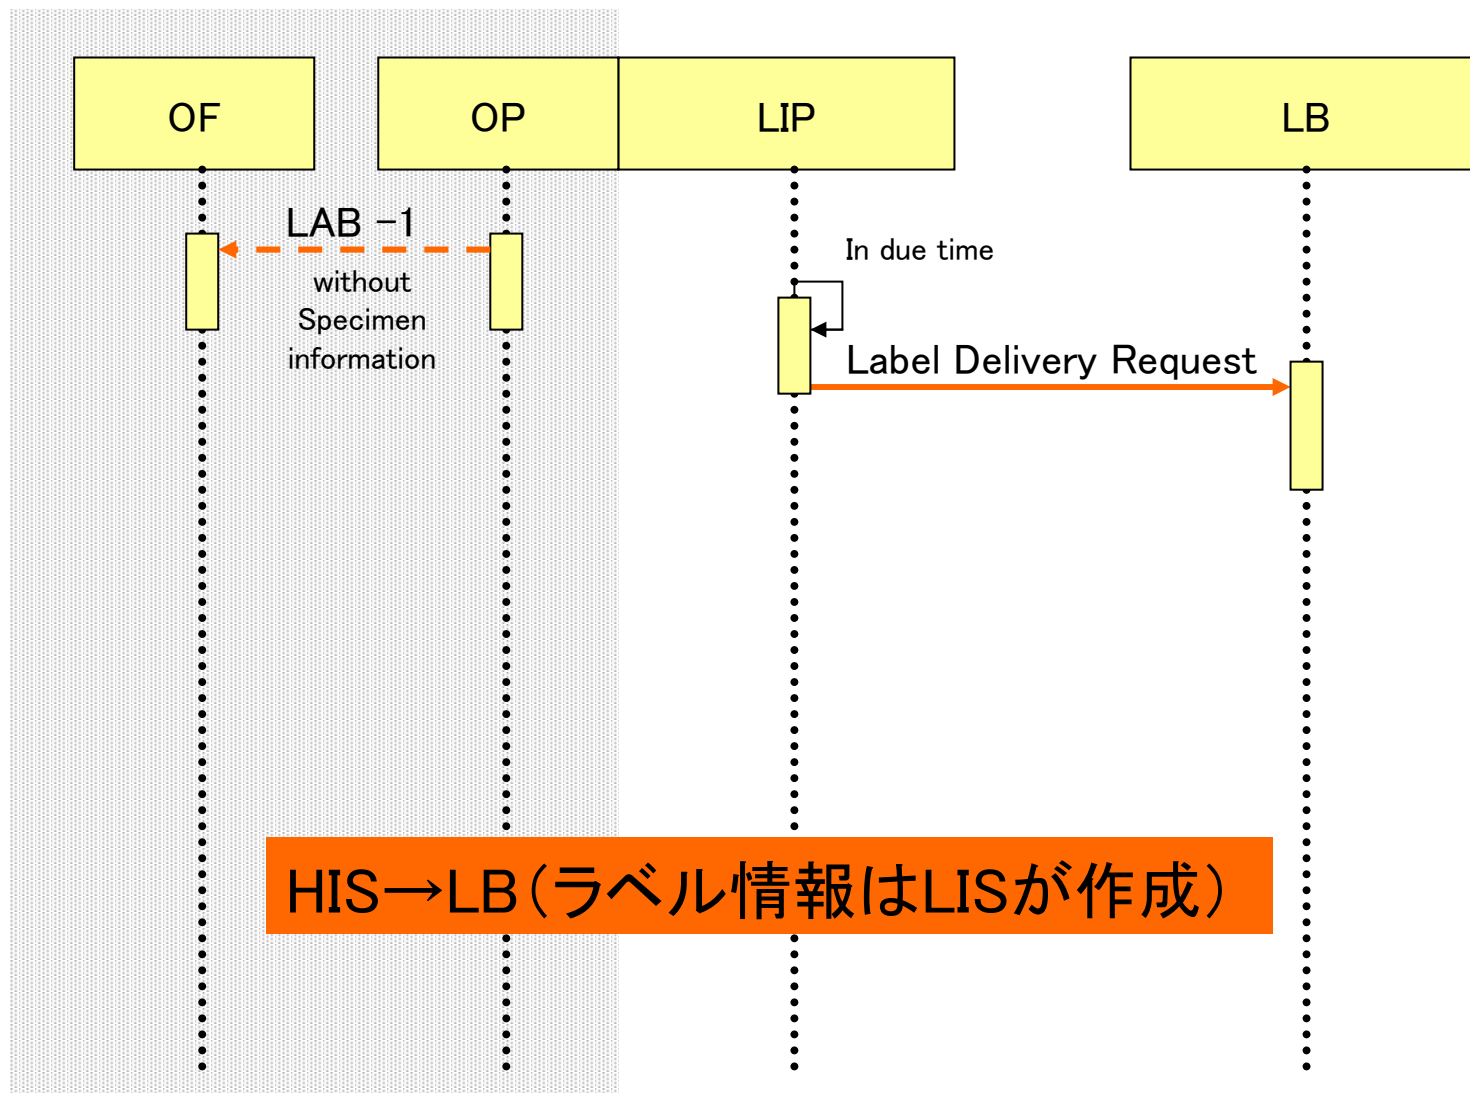 OF
OP
LIP
LB
LAB -1
without
Specimen
information
In due time
Label Delivery Request
HIS→LB(ラベル情報はLISが作成)